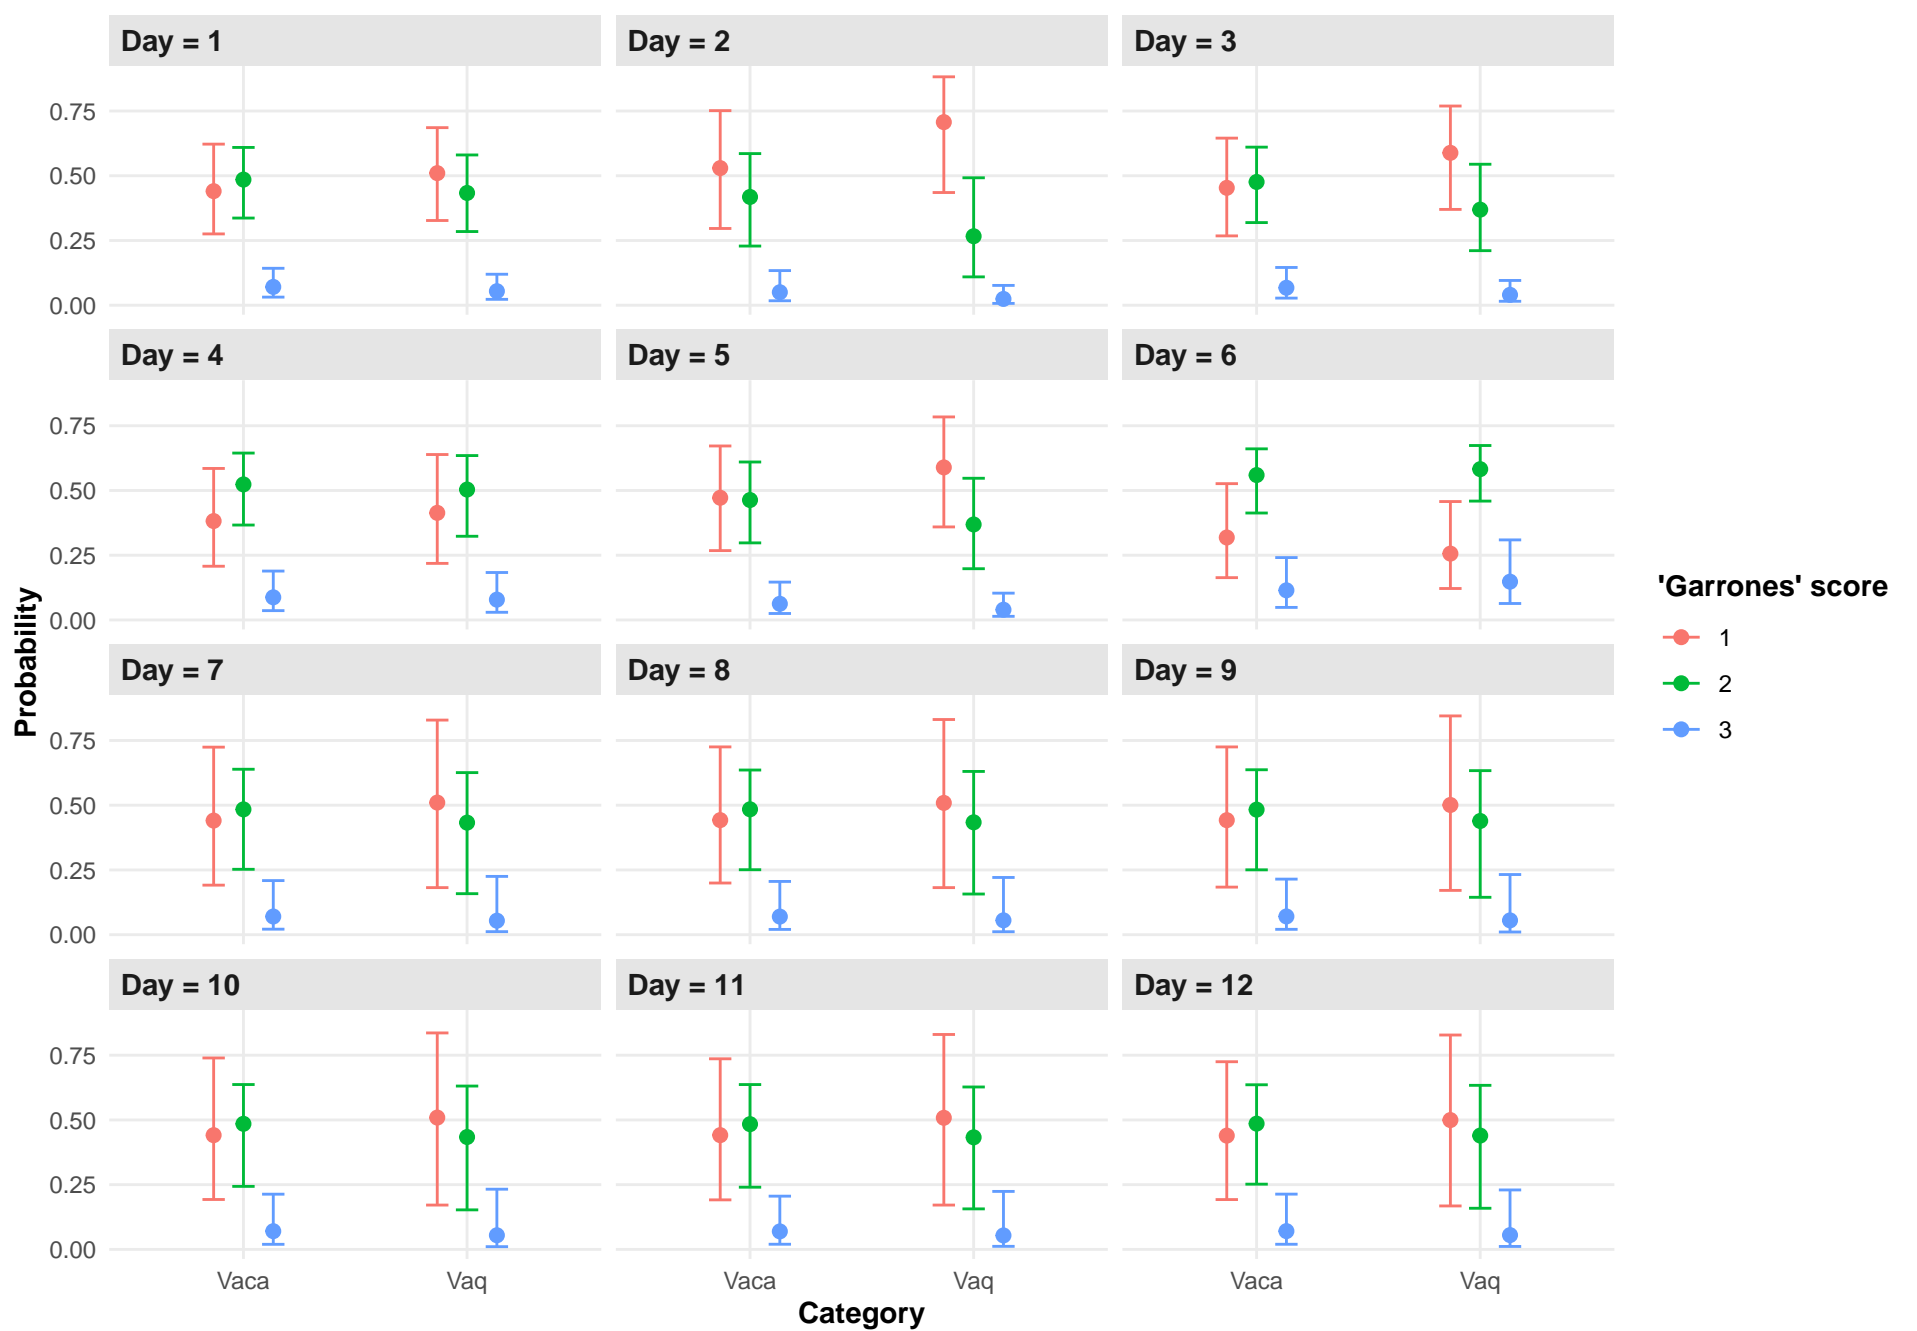 Day = 1
Day = 2
Day = 3
0.75
0.50
0.25
0.00
Day = 4
Day = 5
Day = 6
0.75
0.50
0.25
0.00
Day = 7
Day = 8
Day = 9
0.75
0.50
0.25
0.00
Day = 10
Day = 11
Day = 12
0.75
0.50
0.25
0.00
Vaca
Vaq
Vaca
Vaq
Vaca
Vaq
Category
Probability
'Garrones' score
1
2
3